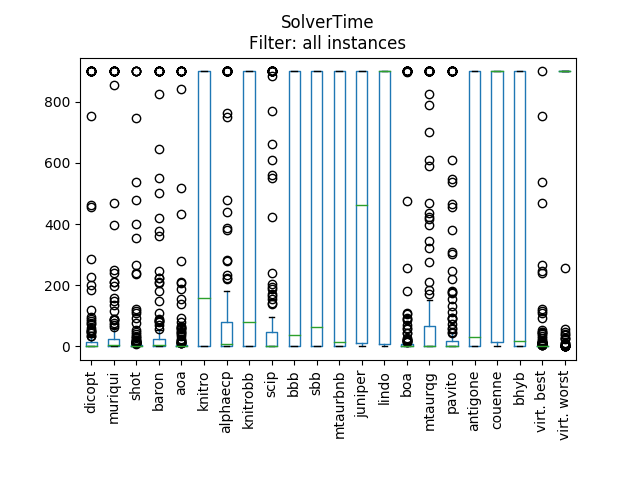 SolverTime
Filter: all instances
800
600
400
200
0
dicopt
muriqui
shot
baron
aoa
knitro
alphaecp
knitrobb
scip
bbb
sbb
mtaurbnb
juniper
lindo
boa
mtaurqg
pavito
antigone
couenne
bhyb
virt. best
virt. worst